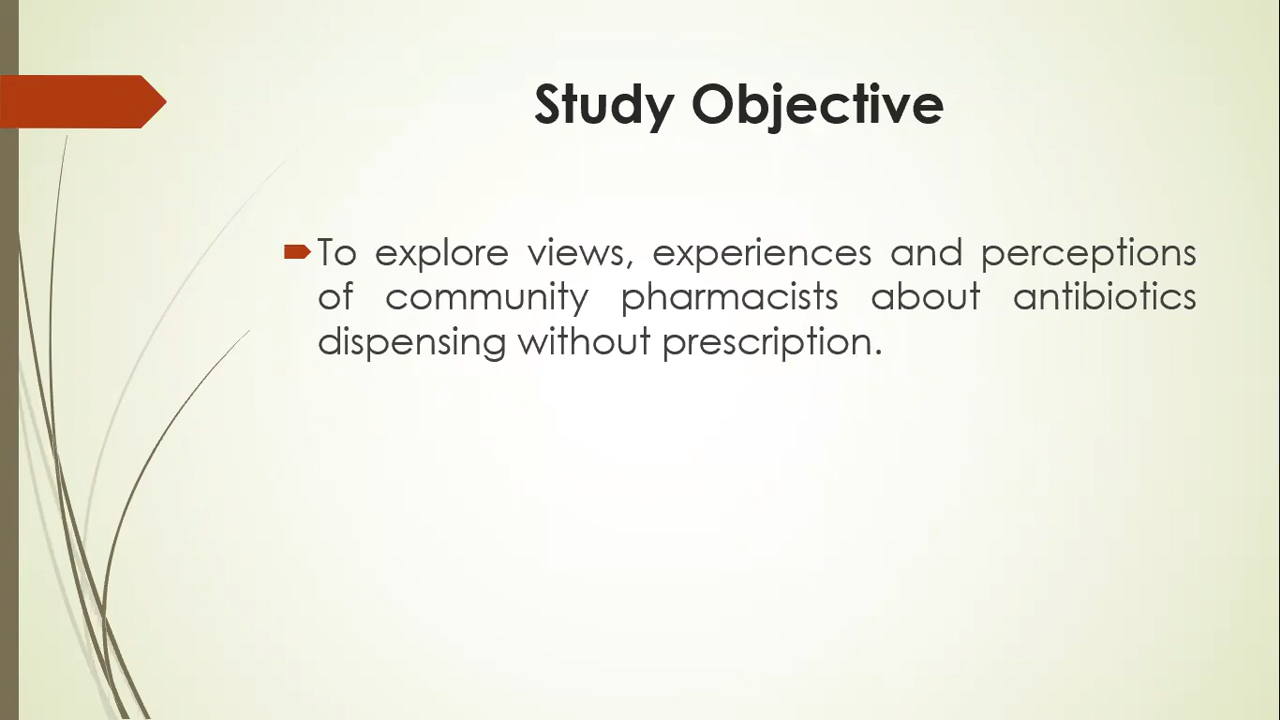 Study Objective
To explore views, experiences and perceptions
of community pharmacists about antibiotics
dispensing without prescription.